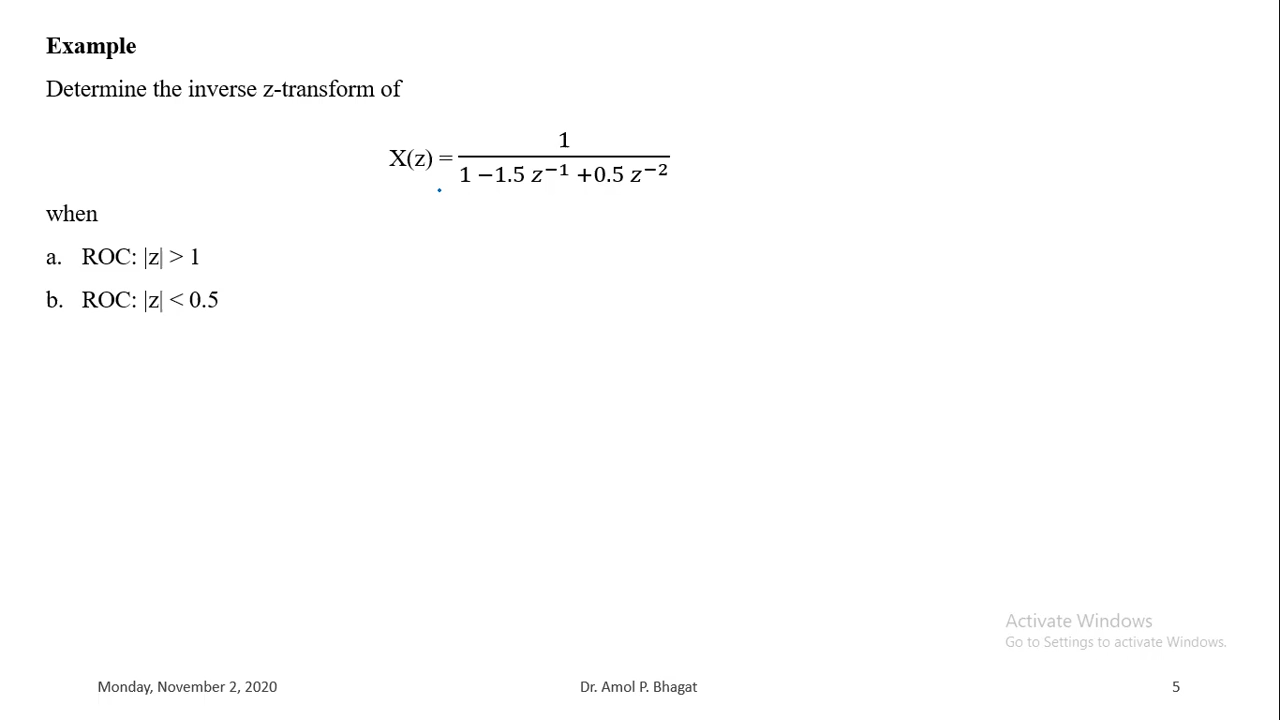 Example
Determine the inverse z-transform of
1
X(z) =
1 −1.5 z⁻¹ +0.5 z⁻²
when
a. ROC: |z| > 1
b. ROC: |z| < 0.5
Activate Windows
Go to Settings to activate Windows.
Monday, November 2, 2020 Dr. Amol P. Bhagat 5